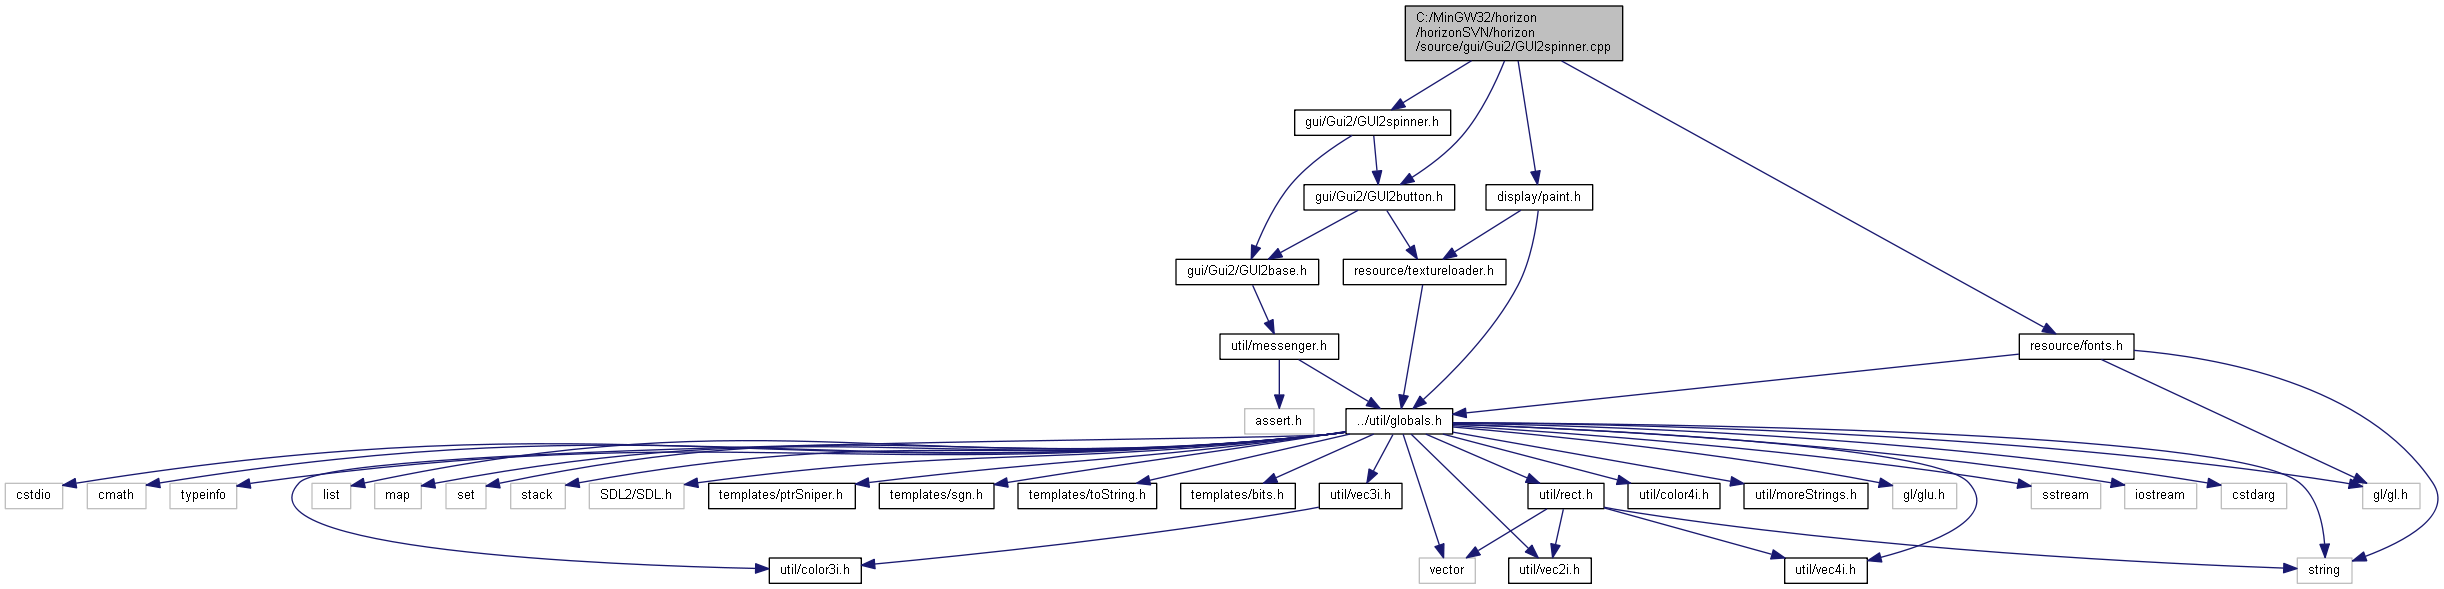 C:/MinGW32/horizon
/horizonSVN/horizon
/source/gui/Gui2/GUI2spinner.cpp
gui/Gui2/GUI2spinner.h
gui/Gui2/GUI2button.h
display/paint.h
gui/Gui2/GUI2base.h
resource/textureloader.h
util/messenger.h
resource/fonts.h
assert.h
../util/globals.h
cstdio
cmath
typeinfo
list
map
set
stack
SDL2/SDL.h
templates/ptrSniper.h
templates/sgn.h
templates/toString.h
templates/bits.h
util/vec3i.h
util/rect.h
util/color4i.h
util/moreStrings.h
gl/glu.h
sstream
iostream
cstdarg
gl/gl.h
util/color3i.h
vector
util/vec2i.h
util/vec4i.h
string